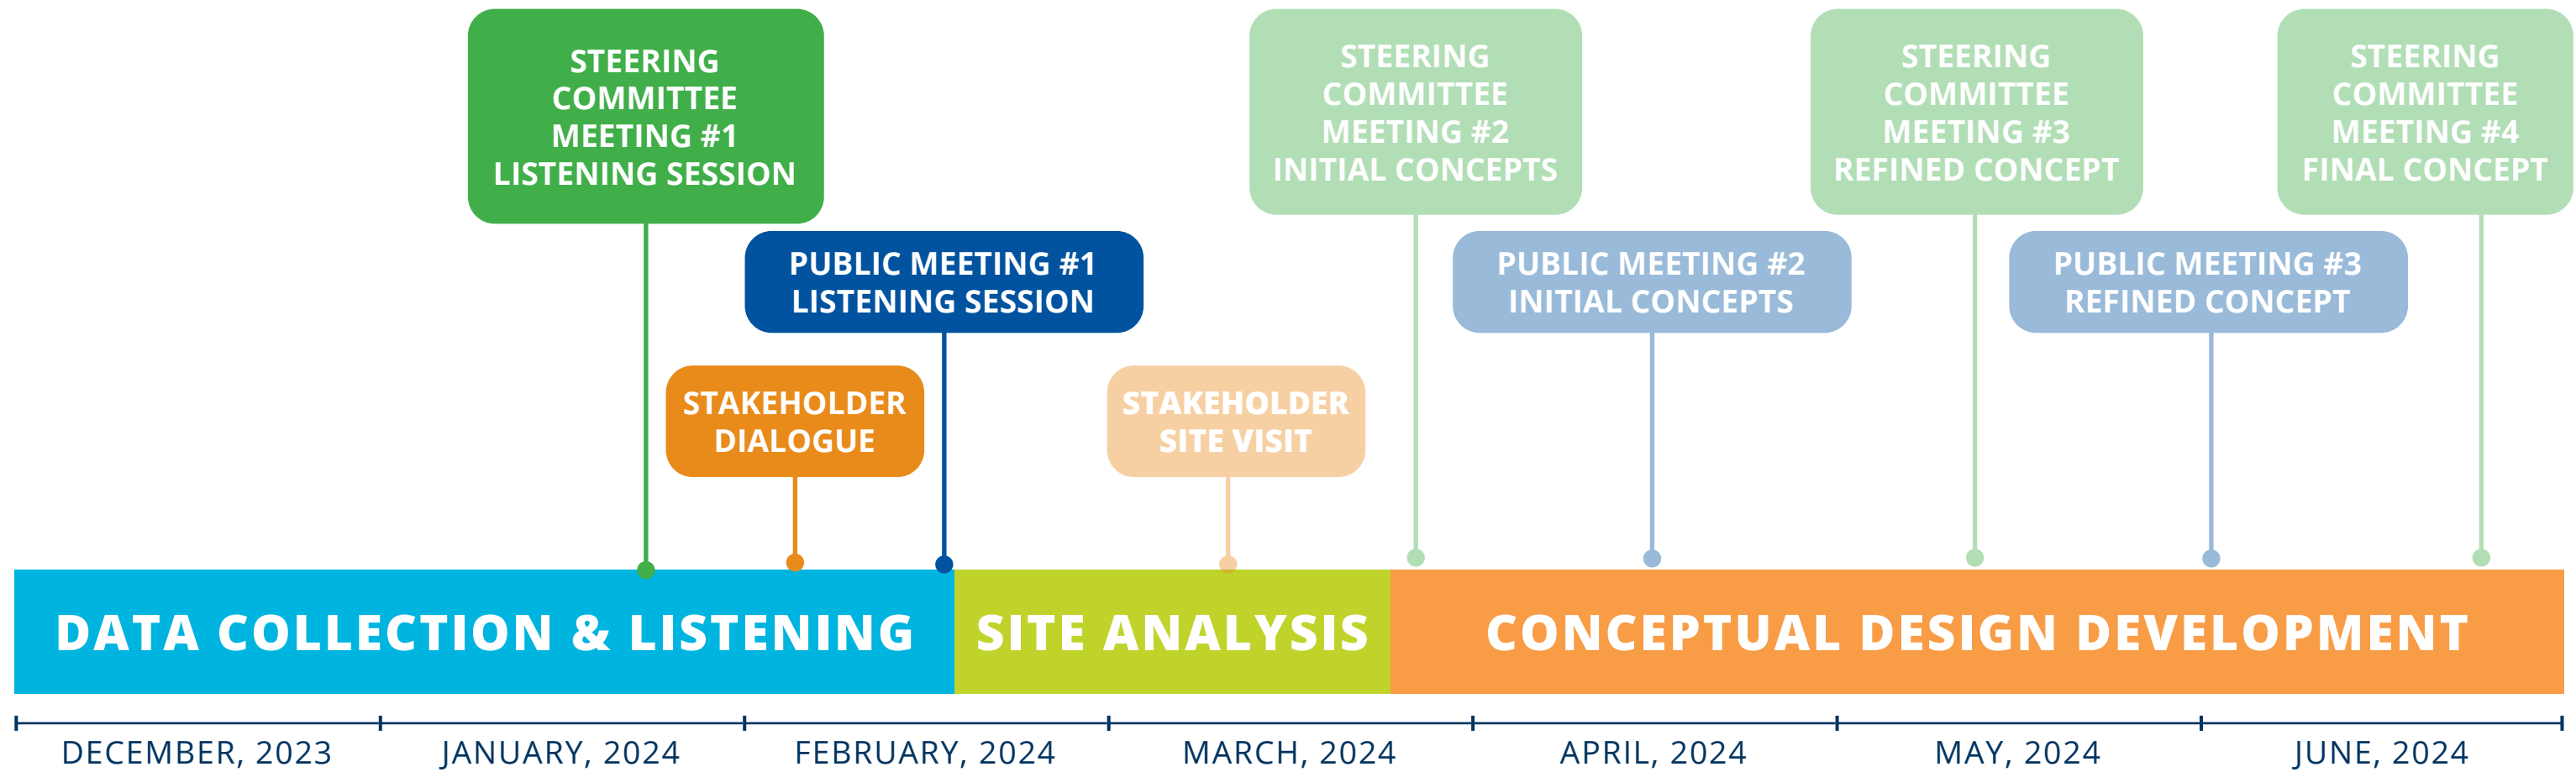 STEERING
COMMITTEE
MEETING #1
LISTENING SESSION
STEERING
COMMITTEE
MEETING #2
INITIAL CONCEPTS
STEERING
COMMITTEE
MEETING #3
REFINED CONCEPT
STEERING
COMMITTEE
MEETING #4
FINAL CONCEPT
PUBLIC MEETING #1
LISTENING SESSION
PUBLIC MEETING #2
INITIAL CONCEPTS
PUBLIC MEETING #3
REFINED CONCEPT
STAKEHOLDER
DIALOGUE
STAKEHOLDER
SITE VISIT
DATA COLLECTION & LISTENING
SITE ANALYSIS
CONCEPTUAL DESIGN DEVELOPMENT
DECEMBER, 2023
JANUARY, 2024
FEBRUARY, 2024
MARCH, 2024
APRIL, 2024
MAY, 2024
JUNE, 2024